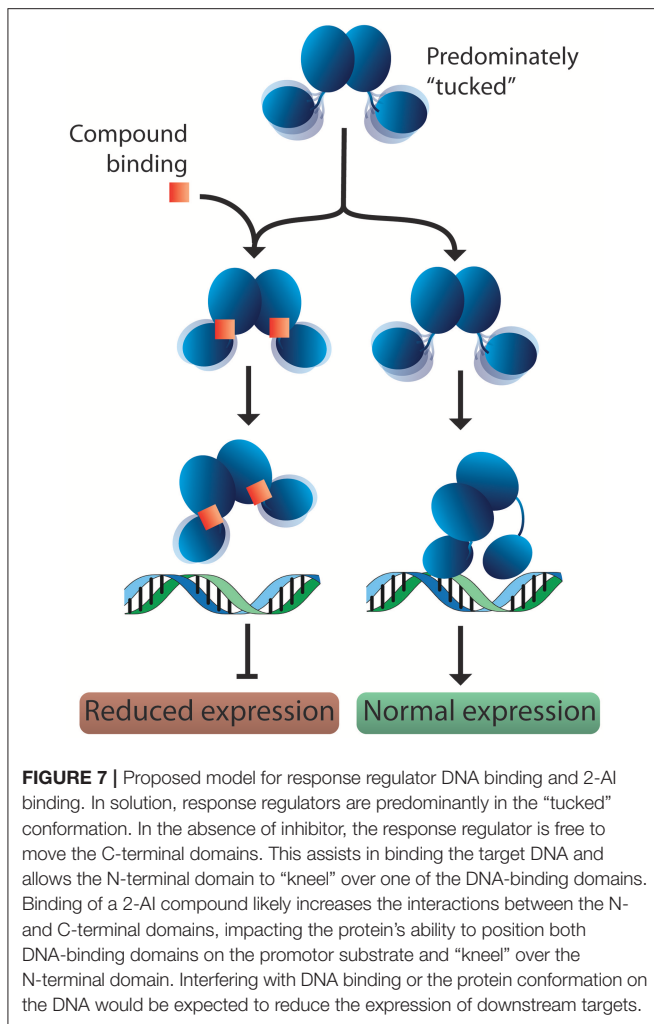 Predominately
"tucked"
Compound
binding
Reduced expression
Normal expression
FIGURE 7 | Proposed model for response regulator DNA binding and 2-AI
binding. In solution, response regulators are predominantly in the “tucked”
conformation. In the absence of inhibitor, the response regulator is free to
move the C-terminal domains. This assists in binding the target DNA and
allows the N-terminal domain to “kneel” over one of the DNA-binding domains.
Binding of a 2-AI compound likely increases the interactions between the N-
and C-terminal domains, impacting the protein’s ability to position both
DNA-binding domains on the promotor substrate and “kneel” over the
N-terminal domain. Interfering with DNA binding or the protein conformation on
the DNA would be expected to reduce the expression of downstream targets.